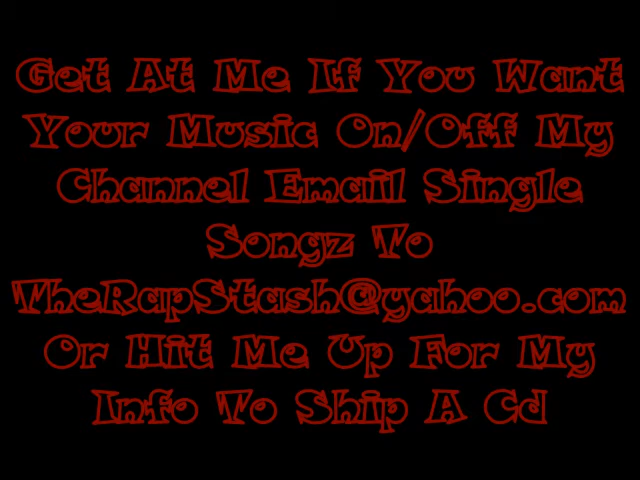 Get At Me If You Want
Your Music On/Off My
Channel Email Single
Songz To
TheRapStash@yahoo.com
Or Hit Me Up For My
Info To Ship A Cd